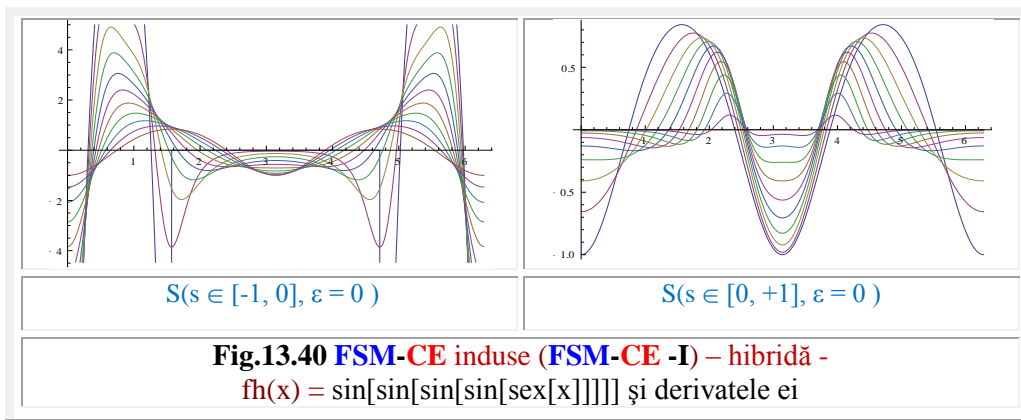 4
2
1 2 3 4 5 6
- 2
- 4
0.5
1 2 3 4 5 6
- 0.5
- 1.0
S(s ∈ [-1, 0], ε = 0 )
S(s ∈ [0, +1], ε = 0 )
Fig.13.40 FSM-CE induse (FSM-CE -I) – hibridă -
fh(x) = sin[sin[sin[sin[sex[x]]]]] şi derivatele ei